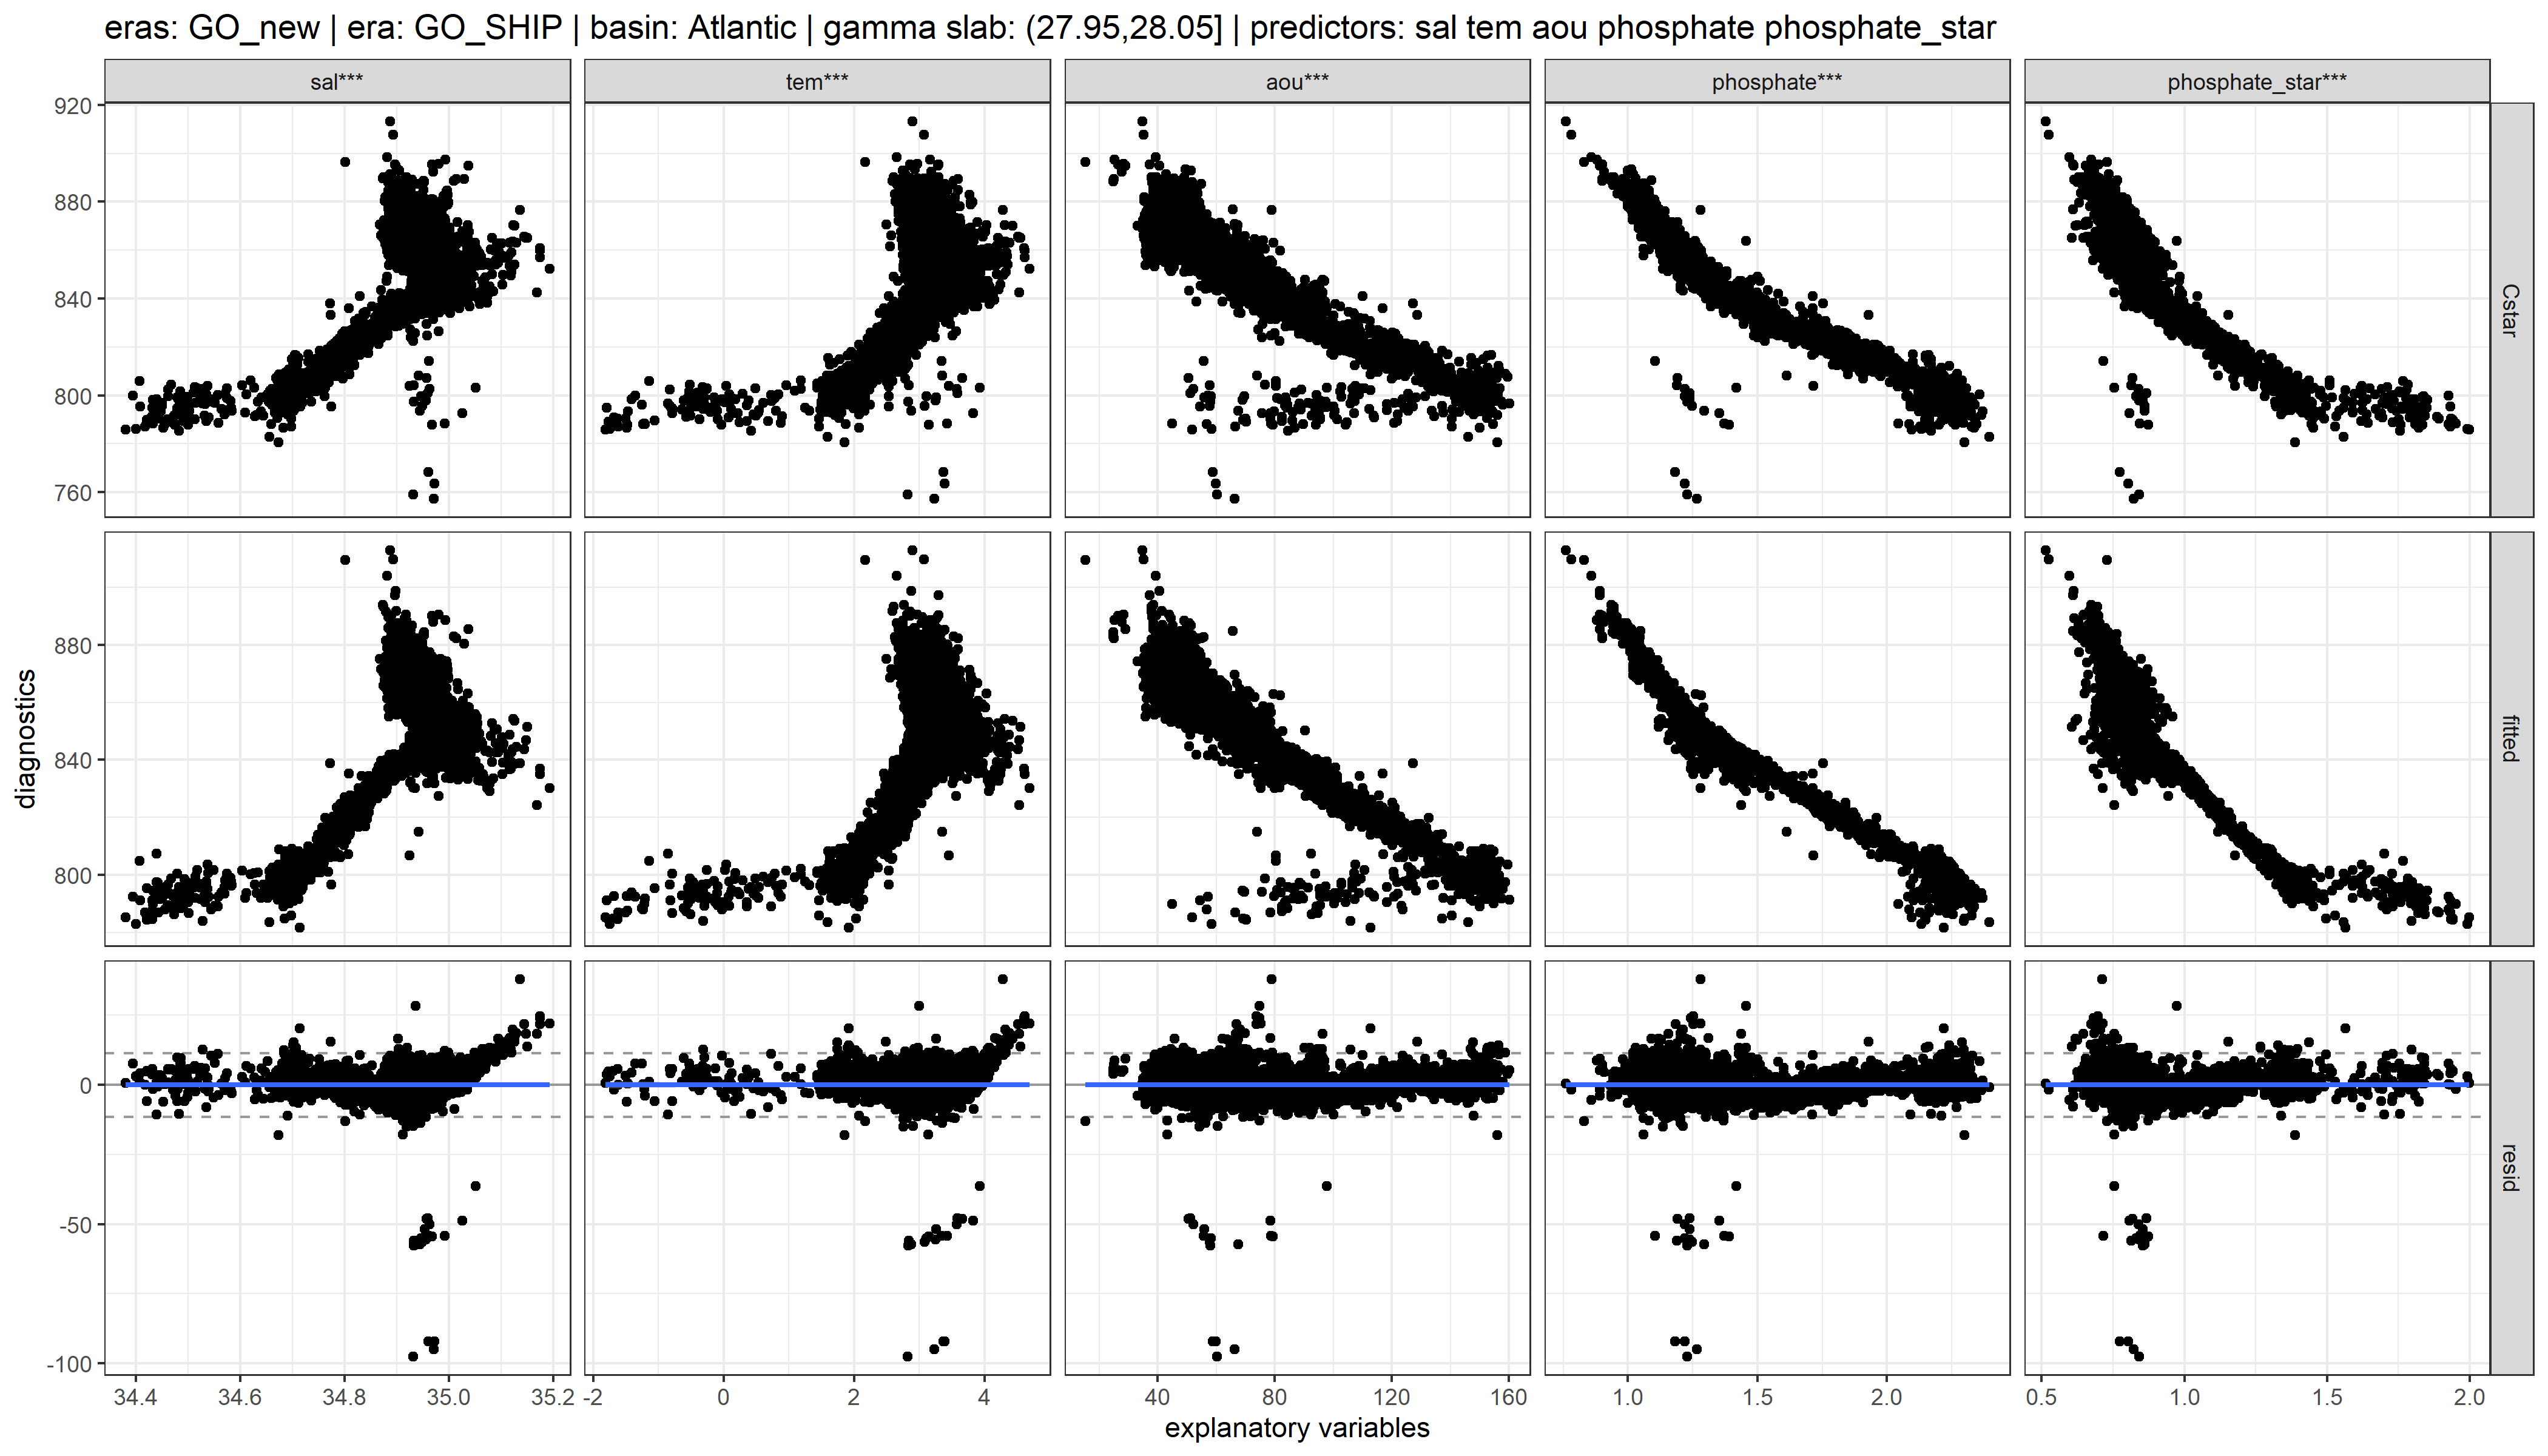 eras: GO_new | era: GO_SHIP | basin: Atlantic | gamma slab: (27.95,28.05] | predictors: sal tem aou phosphate phosphate_star
sal*** tem*** aou*** phosphate*** phosphate_star***
920
880
840
800
760
Cstar
880
840
800
fitted
diagnostics
0
-50
-100
resid
34.4 34.6 34.8 35.0 35.2 -2 0 2 4 40 80 120 160 1.0 1.5 2.0 0.5 1.0 1.5 2.0
explanatory variables